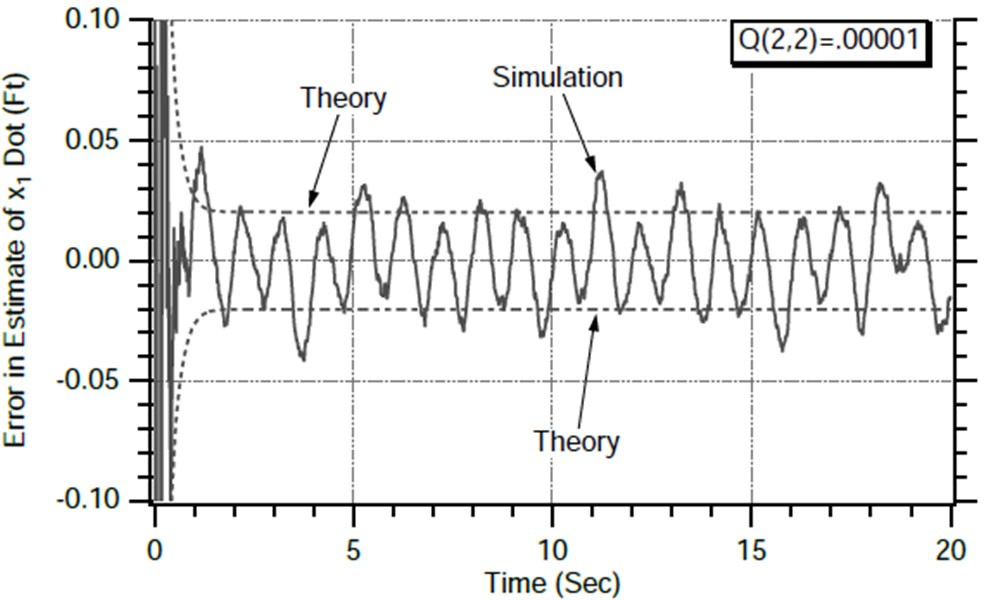 0.10
0.05
0.00
-0.05
-0.10
Error in Estimate of x₁ Dot (Ft)
Q(2,2)=.00001
Theory
Simulation
Theory
0 5 10 15 20
Time (Sec)